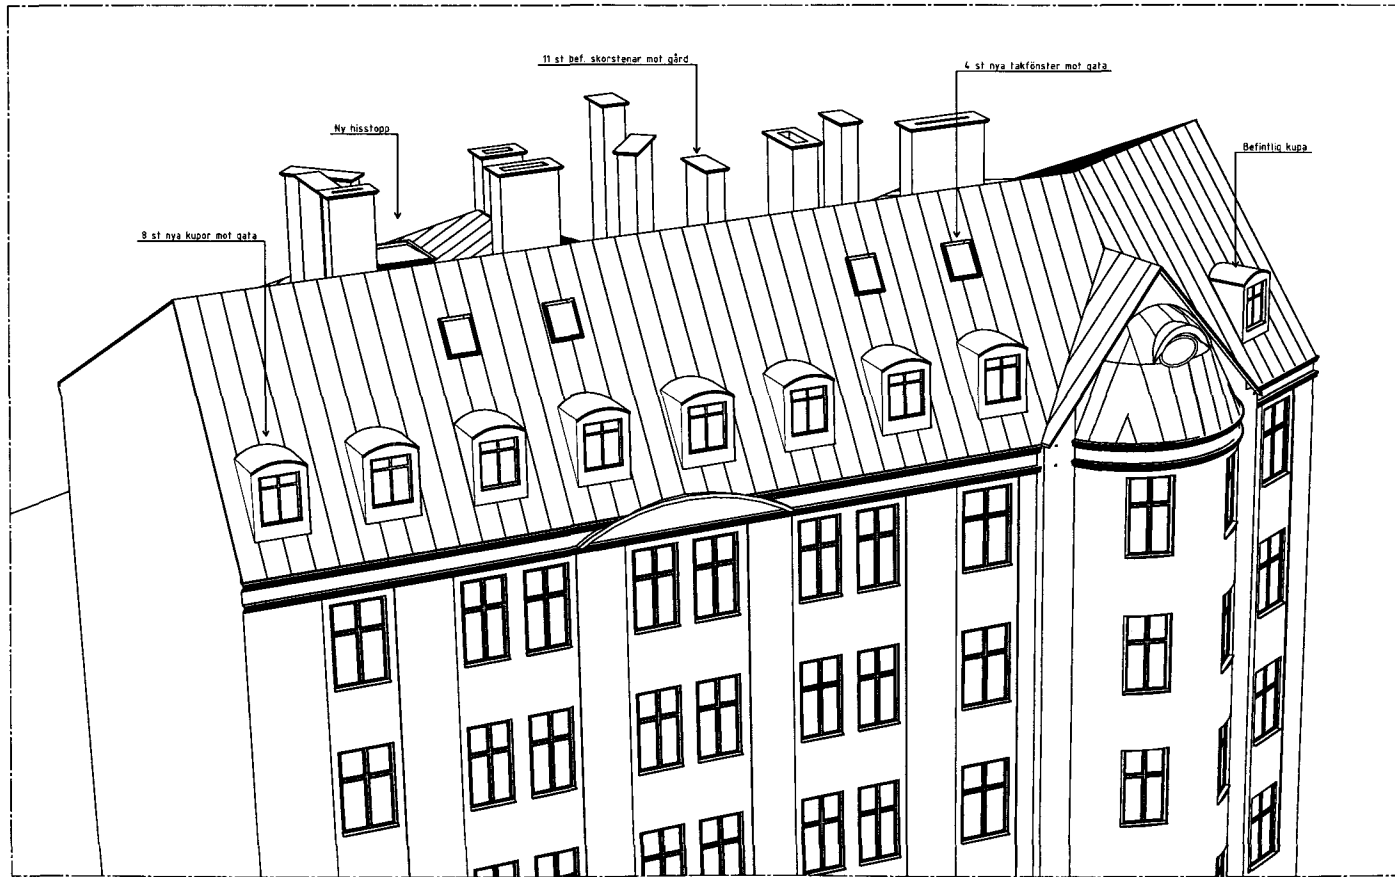 11 st bef. skorstenar mot gård
4 st nya takfönster mot gata
Ny hisstopp
Befintlig kupa
8 st nya kupor mot gata